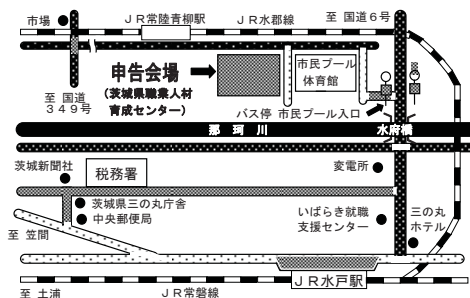 市場
ＪＲ常陸青柳駅
ＪＲ水郡線
至 国道６号
申告会場
(茨城県職業人材
育成センター)
市民プール
体育館
至 国道
３４９号
バス停 市民プール入口
那珂川
水府橋
茨城新聞社
税務署
変電所
茨城県三の丸庁舎
中央郵便局
いばらき就職
支援センター
三の丸
ホテル
至 笠間
ＪＲ水戸駅
至 土浦
ＪＲ常磐線